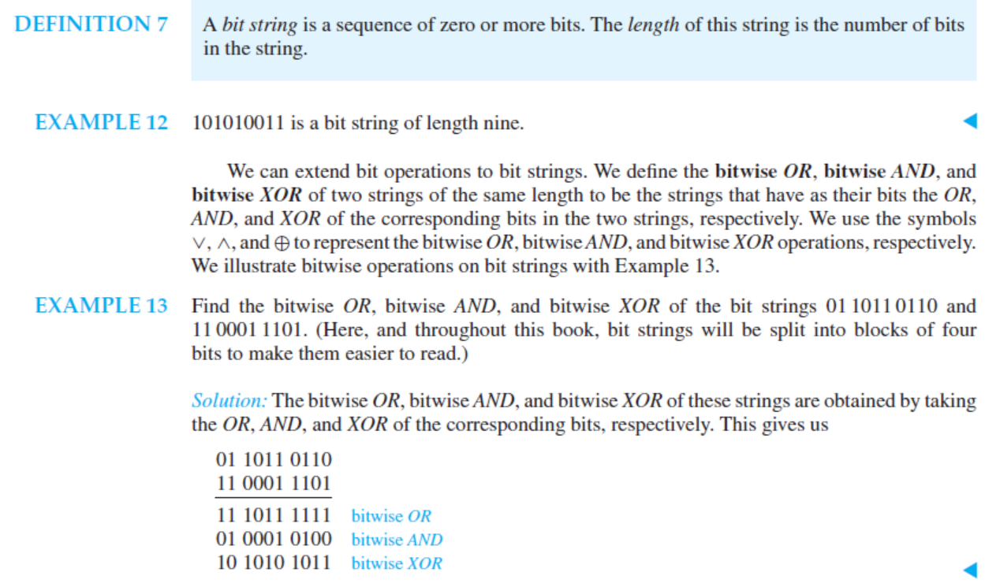 DEFINITION 7 A bit string is a sequence of zero or more bits. The length of this string is the number of bits
in the string.
EXAMPLE 12 101010011 is a bit string of length nine.
We can extend bit operations to bit strings. We define the bitwise OR, bitwise AND, and
bitwise XOR of two strings of the same length to be the strings that have as their bits the OR,
AND, and XOR of the corresponding bits in the two strings, respectively. We use the symbols
∨, ∧, and ⊕ to represent the bitwise OR, bitwise AND, and bitwise XOR operations, respectively.
We illustrate bitwise operations on bit strings with Example 13.
EXAMPLE 13 Find the bitwise OR, bitwise AND, and bitwise XOR of the bit strings 01 1011 0110 and
11 0001 1101. (Here, and throughout this book, bit strings will be split into blocks of four
bits to make them easier to read.)
Solution: The bitwise OR, bitwise AND, and bitwise XOR of these strings are obtained by taking
the OR, AND, and XOR of the corresponding bits, respectively. This gives us
01 1011 0110
11 0001 1101
11 1011 1111 bitwise OR
01 0001 0100 bitwise AND
10 1010 1011 bitwise XOR